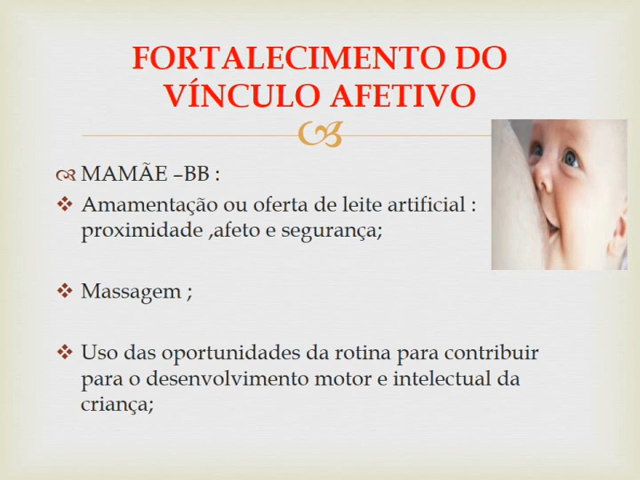 FORTALECIMENTO DO
VÍNCULO AFETIVO
MAMÃE –BB :
Amamentação ou oferta de leite artificial :
proximidade ,afeto e segurança;
Massagem ;
Uso das oportunidades da rotina para contribuir
para o desenvolvimento motor e intelectual da
criança;